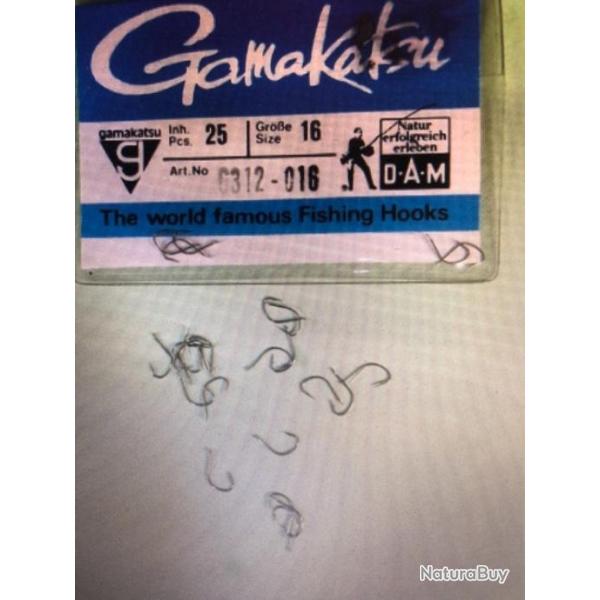 Gamakatsu
gamakatsu
g
Inh. Pcs. 25 Größe Size 16
Art.No 6312-016
Natur
erfolgreich
erleben
D·A·M
The world famous Fishing Hooks
NaturaBuy